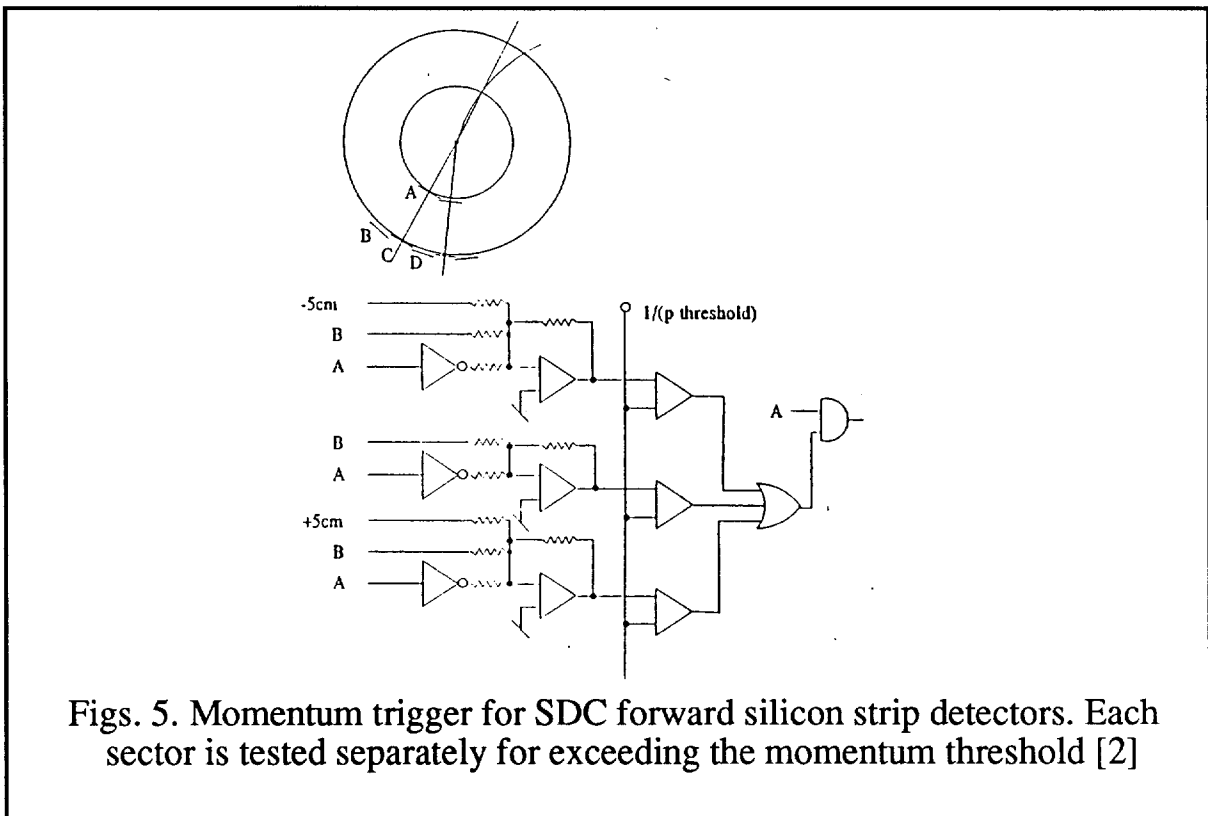 A
B
C
D
-5cm
B
A
1/(p threshold)
B
A
A
+5cm
B
A
Figs. 5. Momentum trigger for SDC forward silicon strip detectors. Each
sector is tested separately for exceeding the momentum threshold [2]